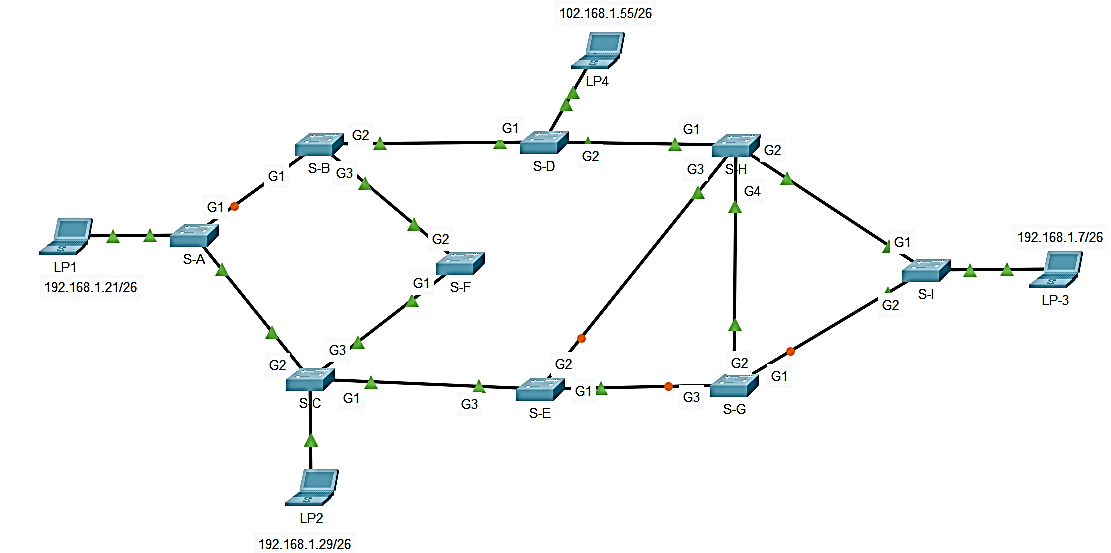 102.168.1.55/26
LP4
G2
G1
S-B
G3
S-D
G2
G1
S-H
G2
G3
G4
G1
G1
S-A
LP1
192.168.1.21/26
G2
G1
S-F
G1
S-I
G2
192.168.1.7/26
LP-3
G2
G3
S-C
G1
G3
G2
S-E
G1
G3
G2
S-G
G1
LP2
192.168.1.29/26